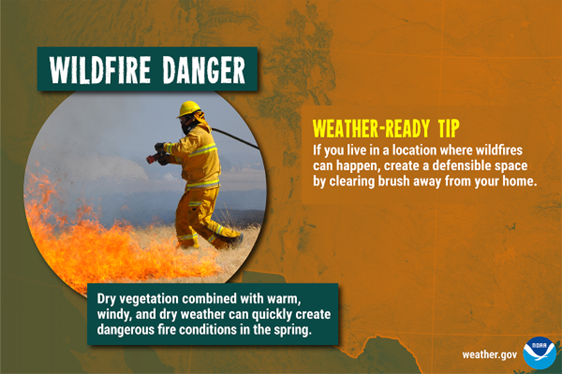 WILDFIRE DANGER
WEATHER-READY TIP
If you live in a location where wildfires
can happen, create a defensible space
by clearing brush away from your home.
Dry vegetation combined with warm,
windy, and dry weather can quickly create
dangerous fire conditions in the spring.
weather.gov
NOAA